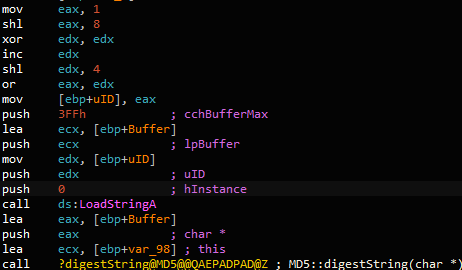 mov eax, 1
shl eax, 8
xor edx, edx
inc edx
shl edx, 4
or eax, edx
mov [ebp+uID], eax
push 3FFh ; cchBufferMax
lea ecx, [ebp+Buffer]
push ecx ; lpBuffer
mov edx, [ebp+uID]
push edx ; uID
push 0 ; hInstance
call ds:LoadStringA
lea eax, [ebp+Buffer]
push eax ; char *
lea ecx, [ebp+var_98] ; this
call ?digestString@MD5@@QAEPADPAD@Z ; MD5::digestString(char *)